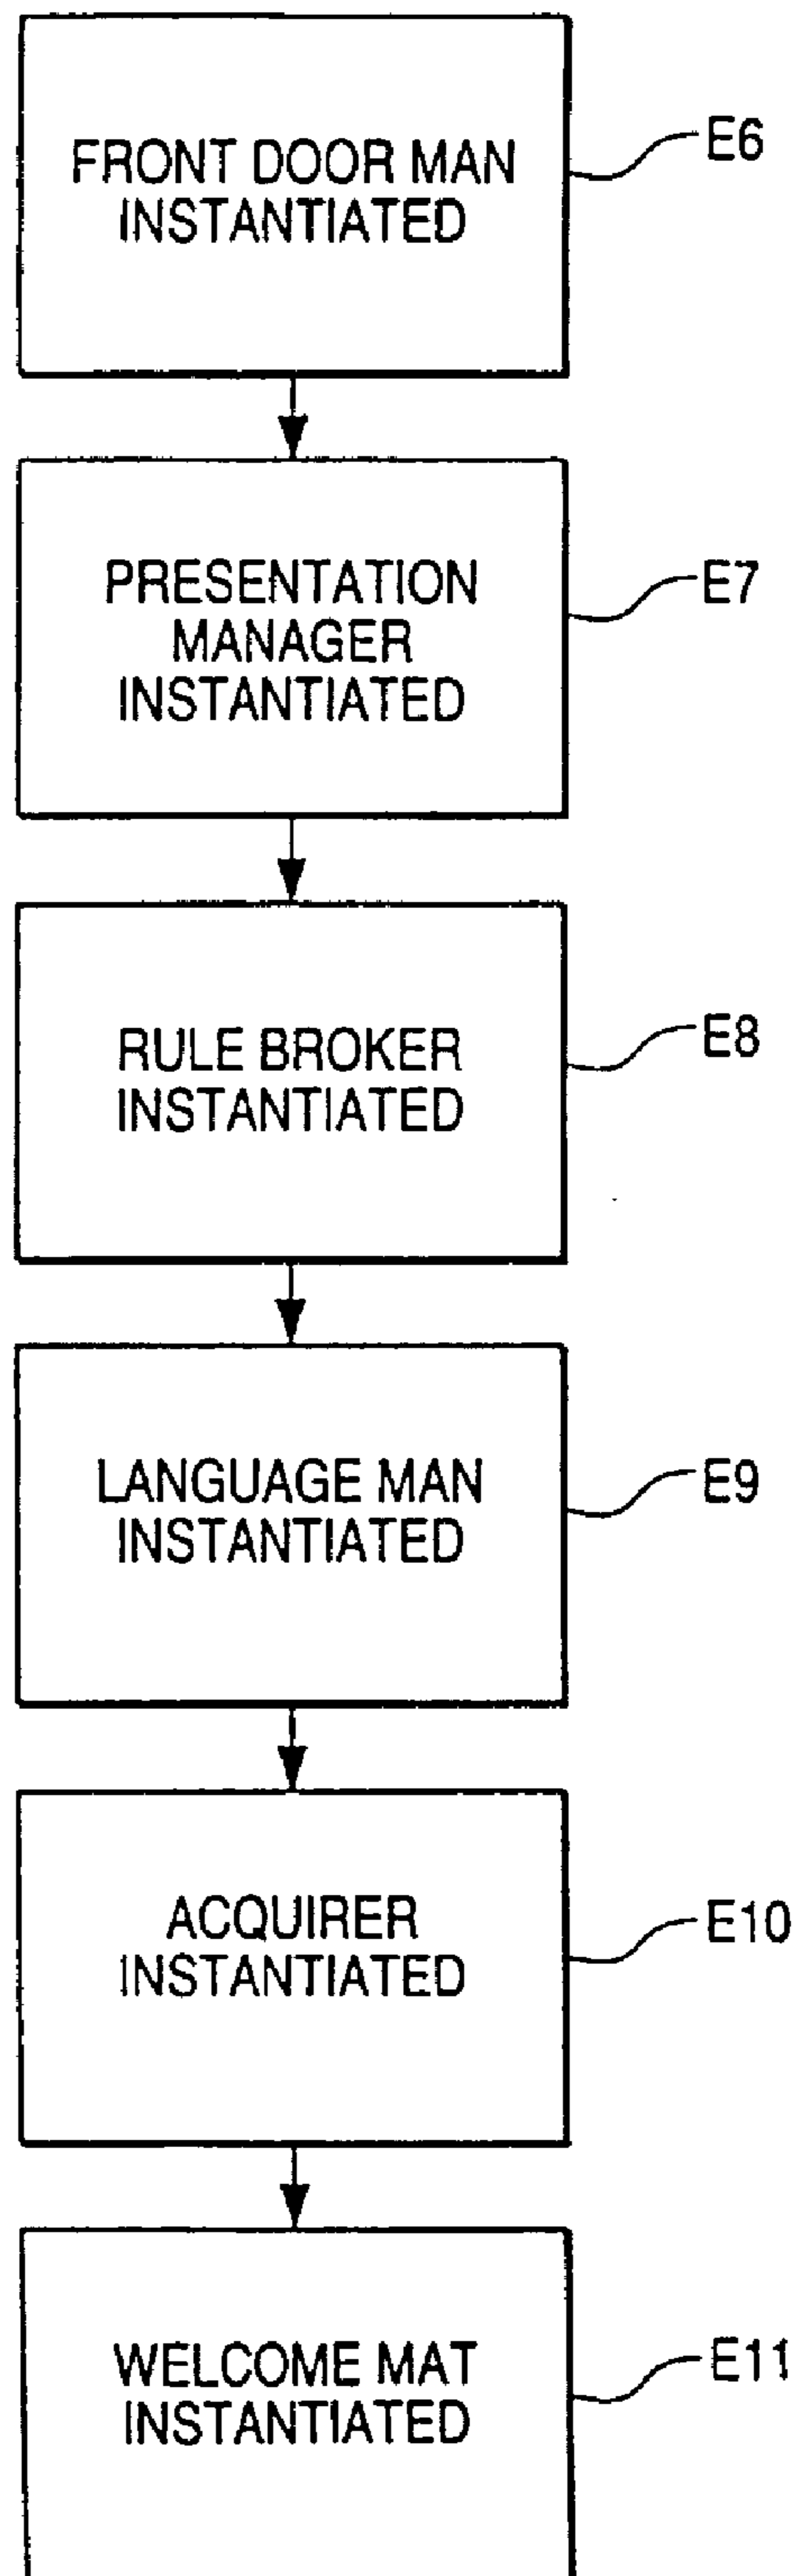 FRONT DOOR MAN
INSTANTIATED
E6
PRESENTATION
MANAGER
INSTANTIATED
E7
RULE BROKER
INSTANTIATED
E8
LANGUAGE MAN
INSTANTIATED
E9
ACQUIRER
INSTANTIATED
E10
WELCOME MAT
INSTANTIATED
E11